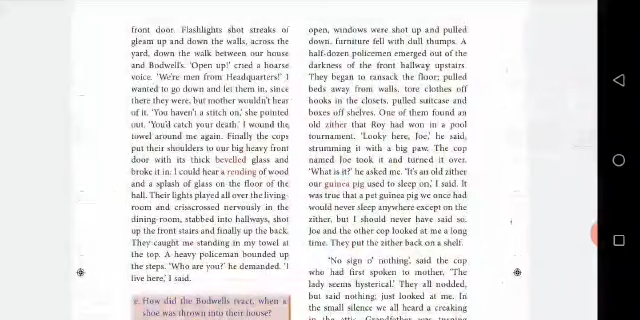 front door. Flashlights shot streaks of
gleam up and down the walls, across the
yard, down the walk between our house
and Bodwell's. 'Open up!' cried a hoarse
voice. 'We're men from Headquarters!' I
wanted to go down and let them in, since
there they were, but mother wouldn't hear
of it. 'You haven't a stitch on,' she pointed
out. 'You'll catch your death.' I wound the
towel around me again. Finally the cops
put their shoulders to our big heavy front
door with its thick bevelled glass and
broke it in: I could hear a rending of wood
and a splash of glass on the floor of the
hall. Their lights played all over the living-
room and crisscrossed nervously in the
dining-room, stabbed into hallways, shot
up the front stairs and finally up the back.
They caught me standing in my towel at
the top. A heavy policeman bounded up
the steps. 'Who are you?' he demanded. 'I
live here,' I said.
e. How did the Bodwells react, when a
shoe was thrown into their house?
open, windows were shot up and pulled
down, furniture fell with dull thumps. A
half-dozen policemen emerged out of the
darkness of the front hallway upstairs.
They began to ransack the floor; pulled
beds away from walls, tore clothes off
hooks in the closets, pulled suitcase and
boxes off shelves. One of them found an
old zither that Roy had won in a pool
tournament. 'Looky here, Joe,' he said,
strumming it with a big paw. The cop
named Joe took it and turned it over.
'What is it?' he asked me. 'It's an old zither
our guinea pig used to sleep on,' I said. It
was true that a pet guinea pig we once had
would never sleep anywhere except on the
zither, but I should never have said so.
Joe and the other cop looked at me a long
time. They put the zither back on a shelf.
'No sign o' nothing', said the cop
who had first spoken to mother. 'The
lady seems hysterical.' They all nodded,
but said nothing; just looked at me. In
the small silence we all heard a creaking
in the attic. Grandfather was turning